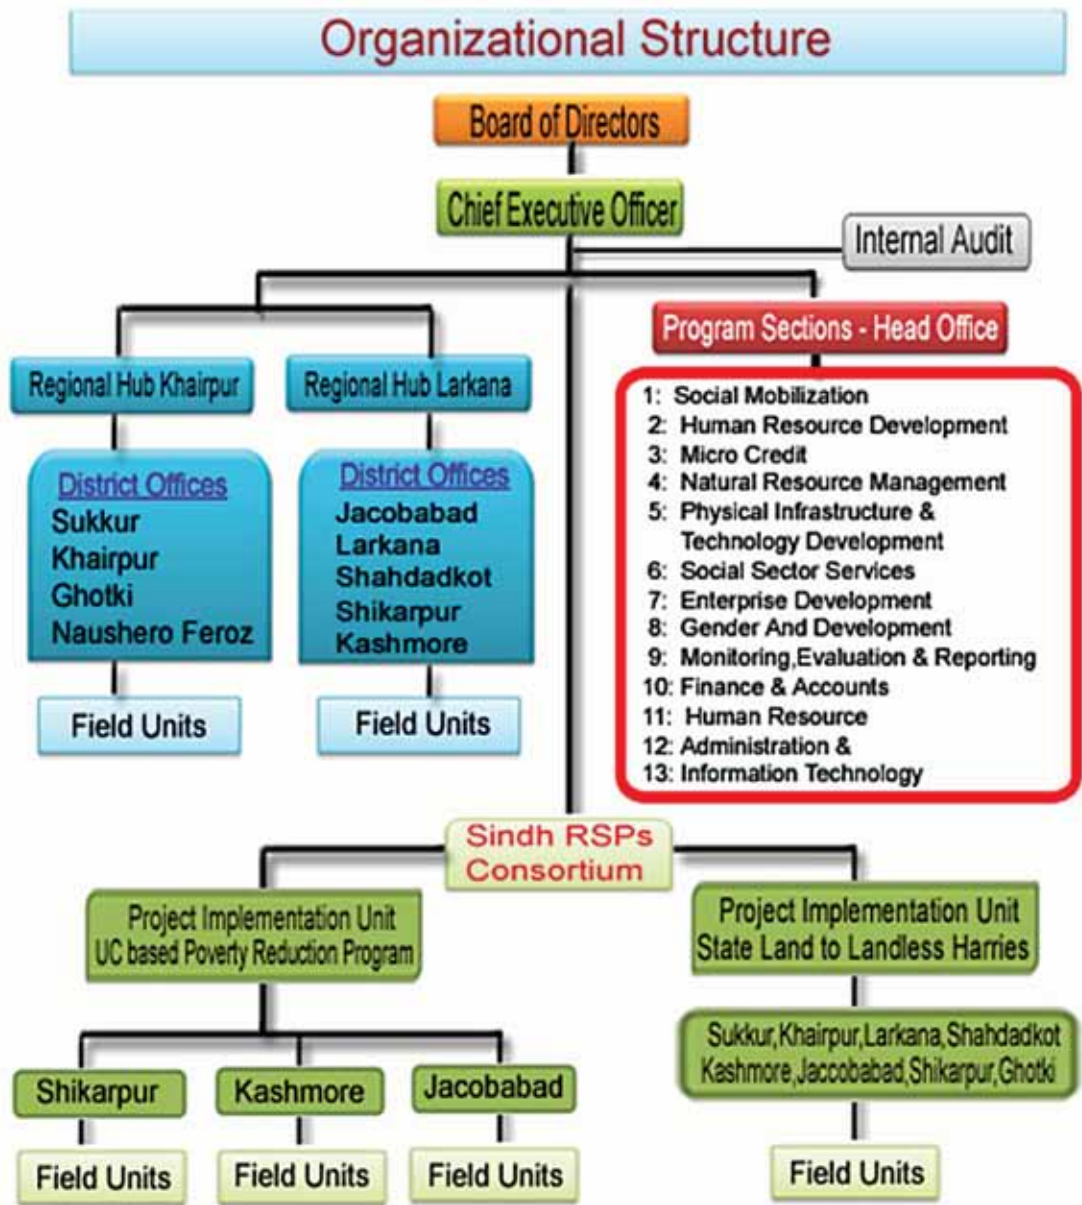 Organizational Structure
Board of Directors
Chief Executive Officer
Internal Audit
Program Sections - Head Office
Regional Hub Khairpur
Regional Hub Larkana
District Offices
Sukkur
Khairpur
Ghotki
Naushero Feroz
District Offices
Jacobabad
Larkana
Shahdadkot
Shikarpur
Kashmore
1: Social Mobilization
2: Human Resource Development
3: Micro Credit
4: Natural Resource Management
5: Physical Infrastructure &
Technology Development
6: Social Sector Services
7: Enterprise Development
8: Gender And Development
9: Monitoring,Evaluation & Reporting
10: Finance & Accounts
11: Human Resource
12: Administration &
13: Information Technology
Field Units
Field Units
Sindh RSPs
Consortium
Project Implementation Unit
UC based Poverty Reduction Program
Project Implementation Unit
State Land to Landless Harries
Sukkur,Khairpur,Larkana,Shahdadkot
Kashmore,Jaccobabad,Shikarpur,Ghotki
Shikarpur
Kashmore
Jacobabad
Field Units
Field Units
Field Units
Field Units